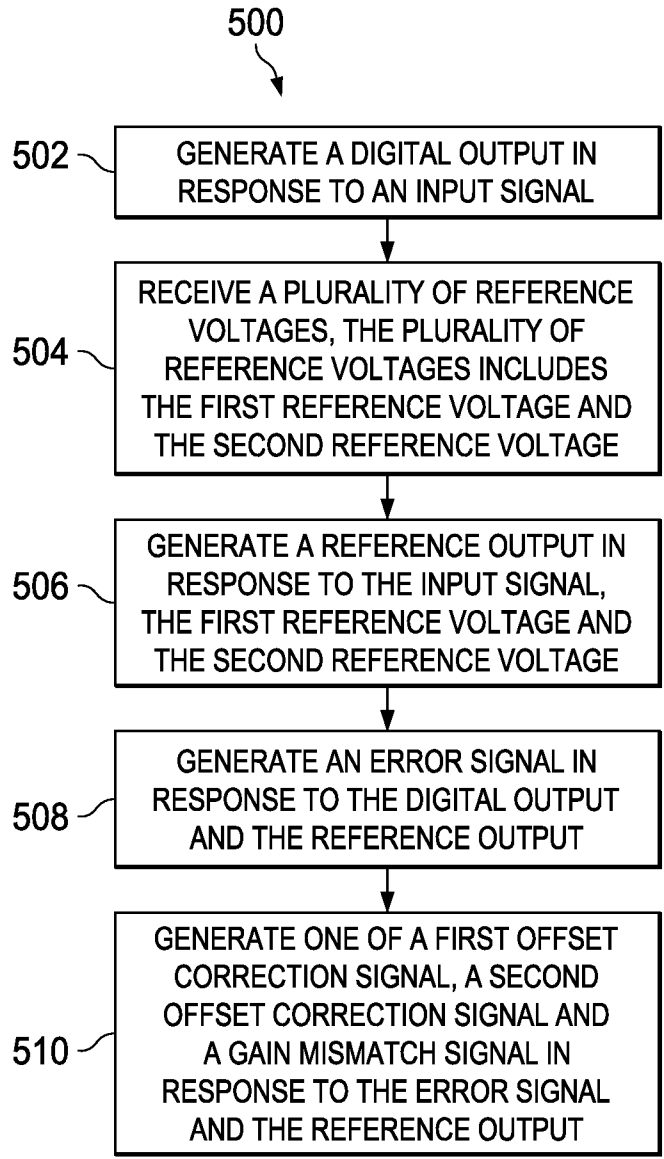 500
502
GENERATE A DIGITAL OUTPUT IN
RESPONSE TO AN INPUT SIGNAL
504
RECEIVE A PLURALITY OF REFERENCE
VOLTAGES, THE PLURALITY OF
REFERENCE VOLTAGES INCLUDES
THE FIRST REFERENCE VOLTAGE AND
THE SECOND REFERENCE VOLTAGE
506
GENERATE A REFERENCE OUTPUT IN
RESPONSE TO THE INPUT SIGNAL,
THE FIRST REFERENCE VOLTAGE AND
THE SECOND REFERENCE VOLTAGE
508
GENERATE AN ERROR SIGNAL IN
RESPONSE TO THE DIGITAL OUTPUT
AND THE REFERENCE OUTPUT
510
GENERATE ONE OF A FIRST OFFSET
CORRECTION SIGNAL, A SECOND
OFFSET CORRECTION SIGNAL AND
A GAIN MISMATCH SIGNAL IN
RESPONSE TO THE ERROR SIGNAL
AND THE REFERENCE OUTPUT